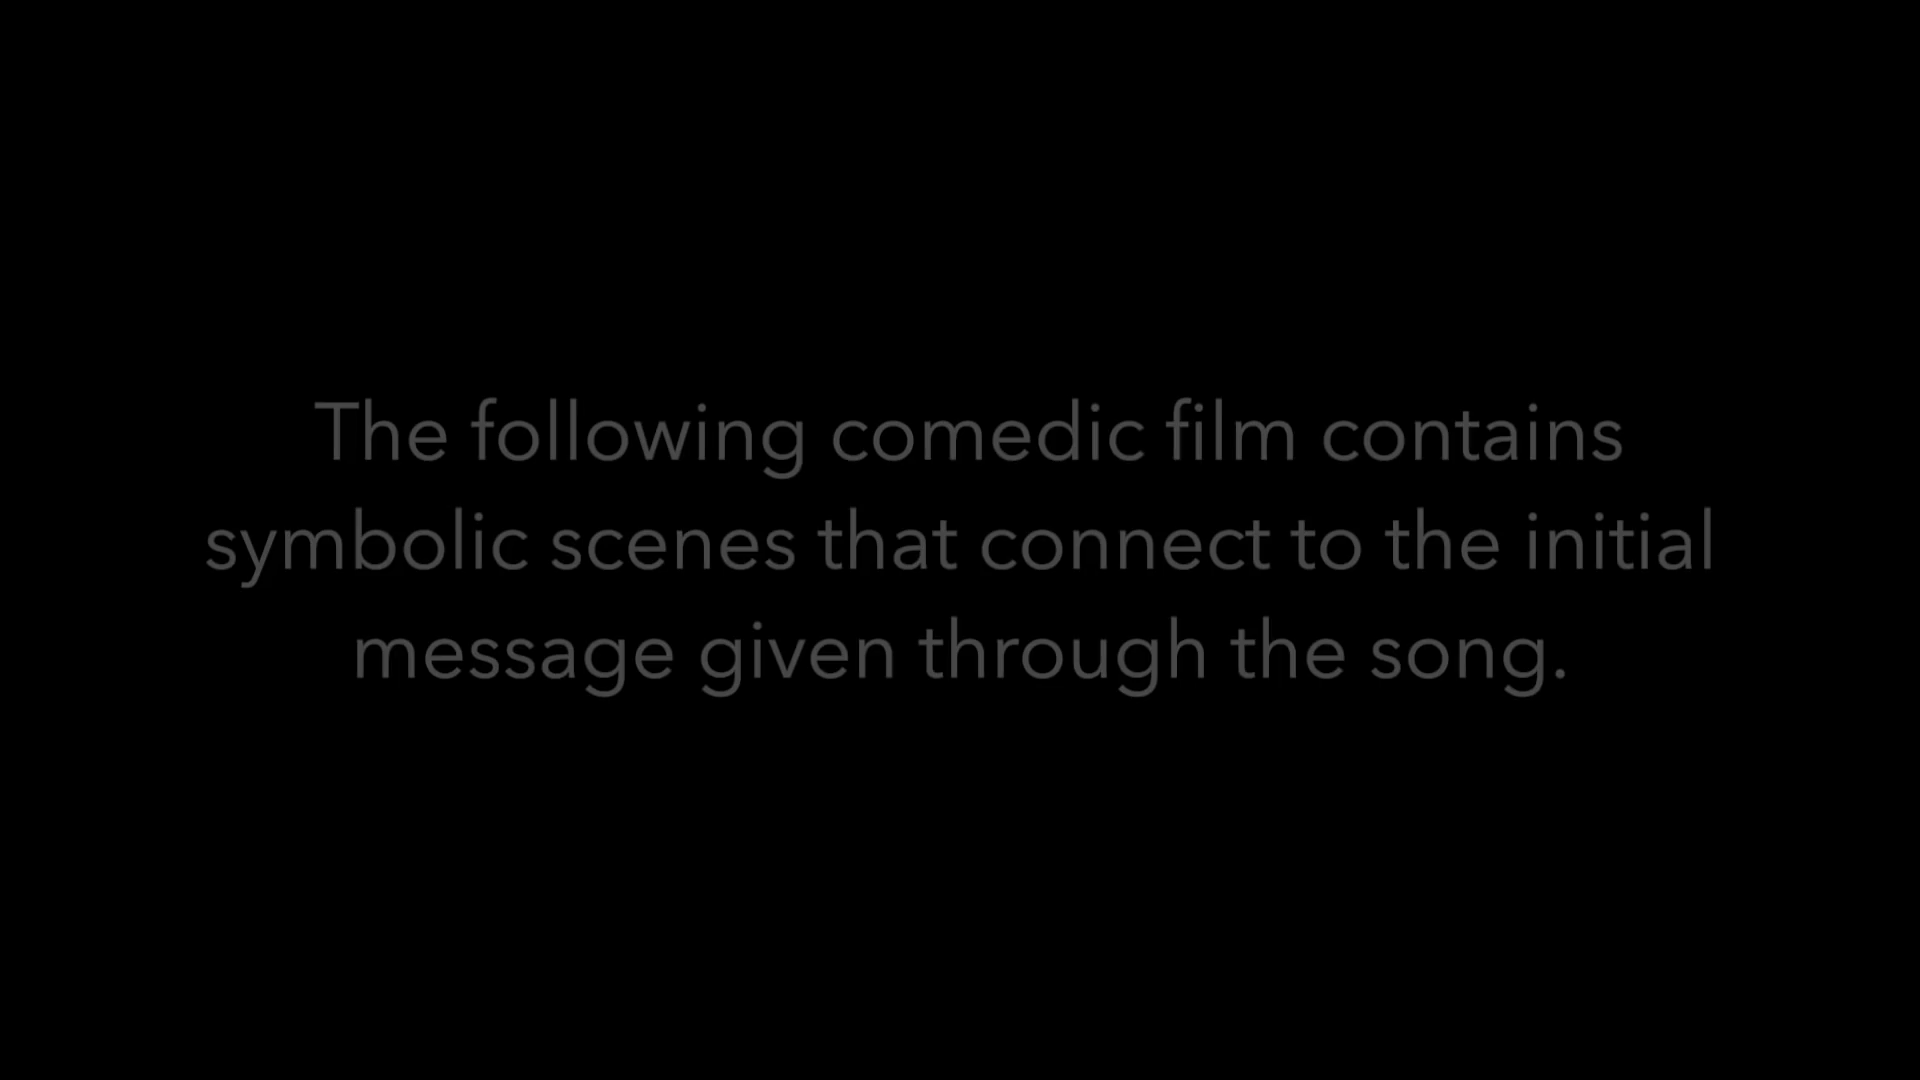 The following comedic film contains
symbolic scenes that connect to the initial
message given through the song.